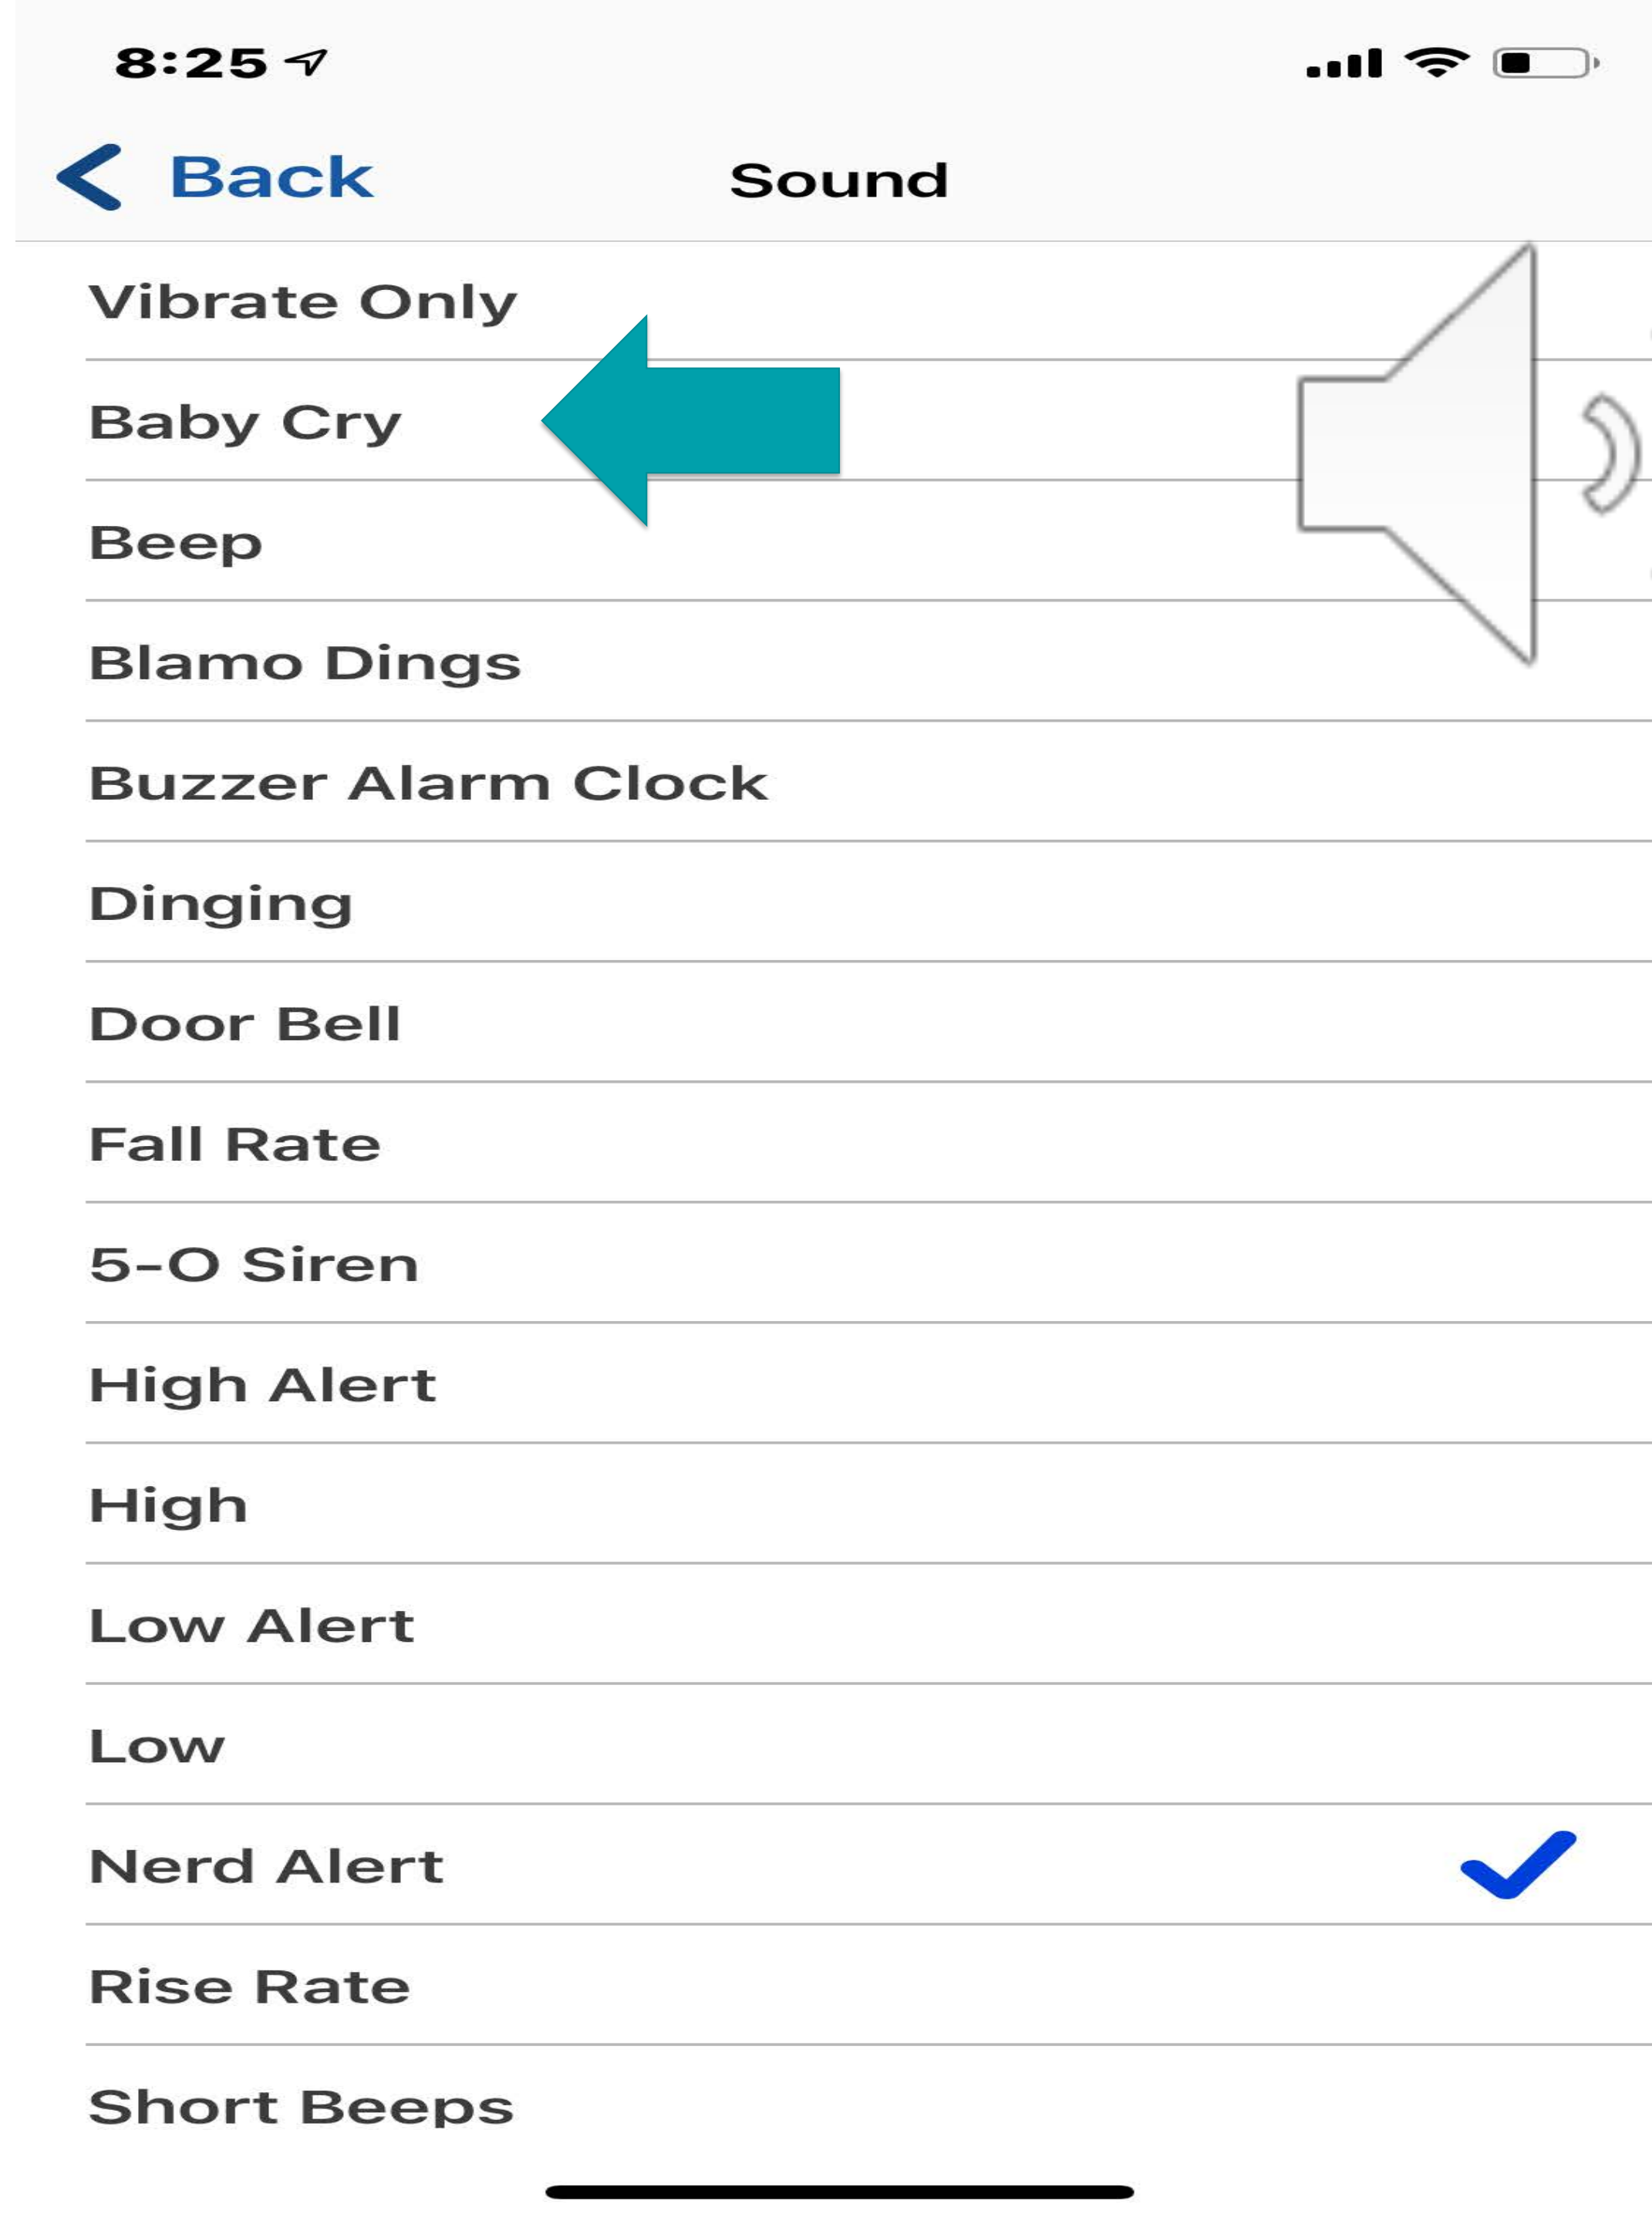 8:25
Back
Sound
Vibrate Only
Baby Cry
Beep
Blamo Dings
Buzzer Alarm Clock
Dinging
Door Bell
Fall Rate
5-O Siren
High Alert
High
Low Alert
Low
Nerd Alert
Rise Rate
Short Beeps